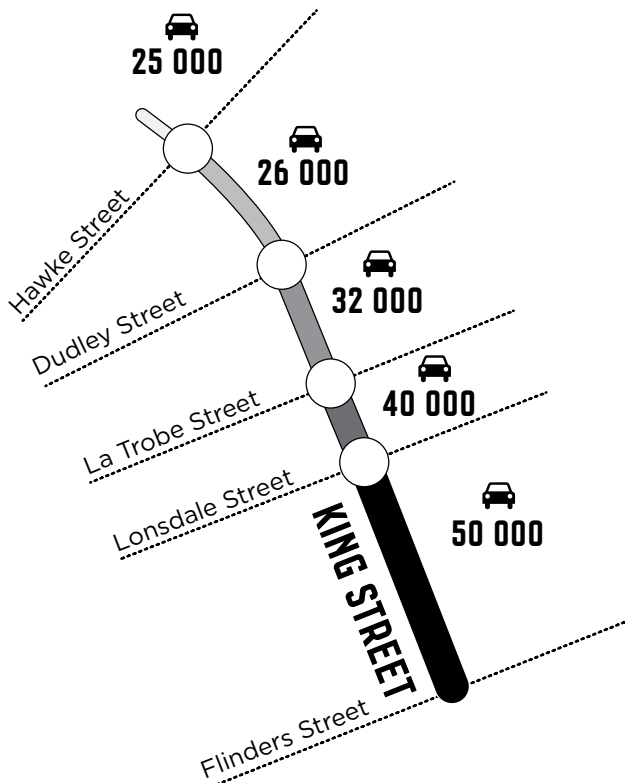 25 000
26 000
Hawke Street
32 000
Dudley Street
40 000
La Trobe Street
50 000
Lonsdale Street
KING STREET
Flinders Street